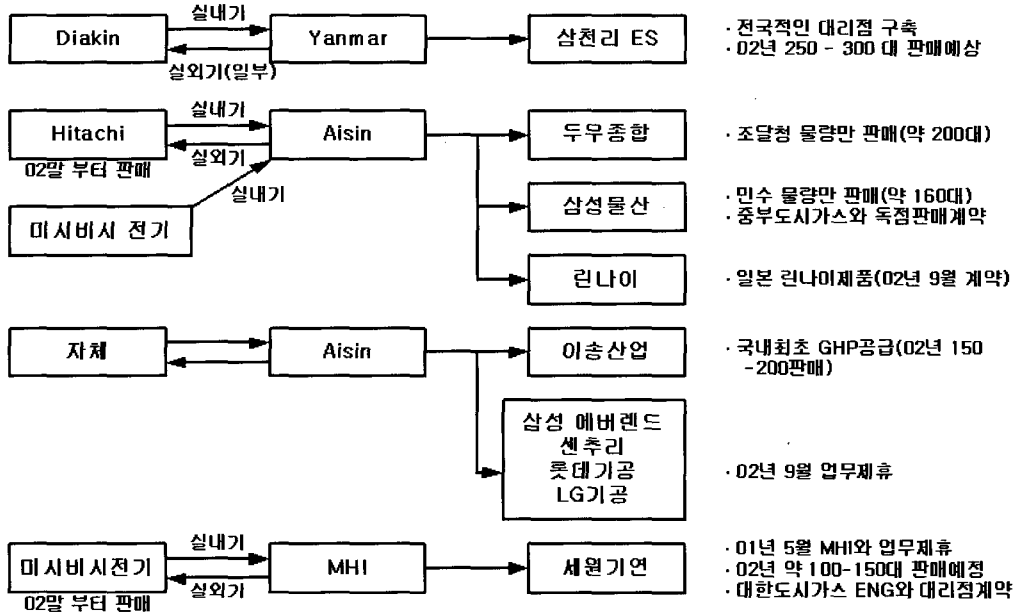 실내기
Diakin
Yanmar
삼천리 ES
· 전국적인 대리점 구축
· 02년 250 - 300 대 판매예상
실외기(일부)
실내기
Hitachi
Aisin
두우종합
· 조달청 물량만 판매(약 200대)
실외기
02말 부터 판매
실내기
미시비시 전기
삼성물산
· 민수 물량만 판매(약 160대)
· 중부도시가스와 독점판매계약
린나이
· 일본 린나이제품(02년 9월 계약)
자체
Aisin
이송산업
· 국내최초 GHP공급(02년 150
-200판매)
삼성 에버랜드
센추리
롯데기공
LG기공
· 02년 9월 업무제휴
실내기
미시비시전기
MHI
세원기연
· 01년 5월 MHI와 업무제휴
· 02년 약 100-150대 판매예정
· 대한도시가스 ENG와 대리점계약
실외기
02말 부터 판매